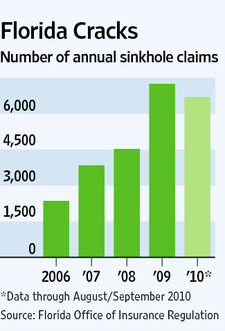 Florida Cracks
Number of annual sinkhole claims
6,000
4,500
3,000
1,500
0
2006 '07 '08 '09 '10*
*Data through August/September 2010
Source: Florida Office of Insurance Regulation